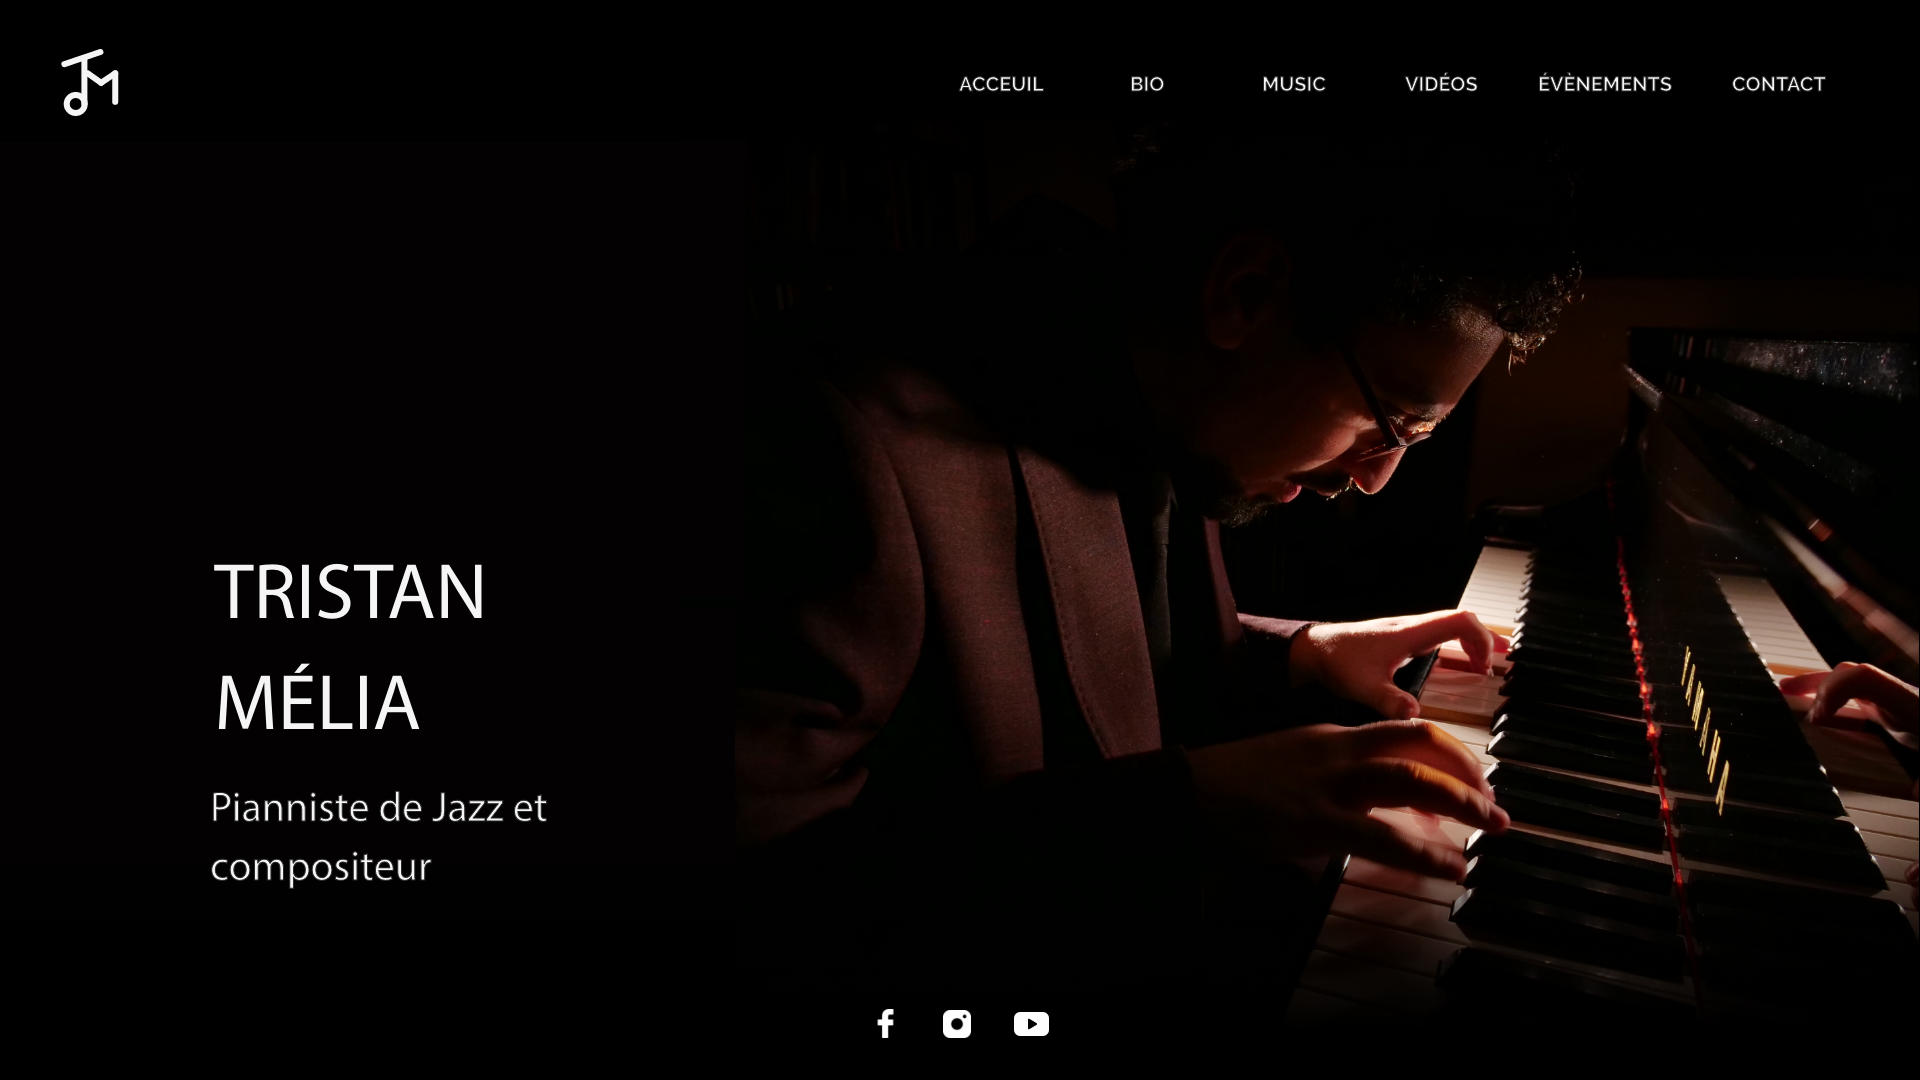 TM
ACCEUIL BIO MUSIC VIDÉOS ÉVÈNEMENTS CONTACT
TRISTAN
MÉLIA
Pianniste de Jazz et
compositeur
YAMAHA